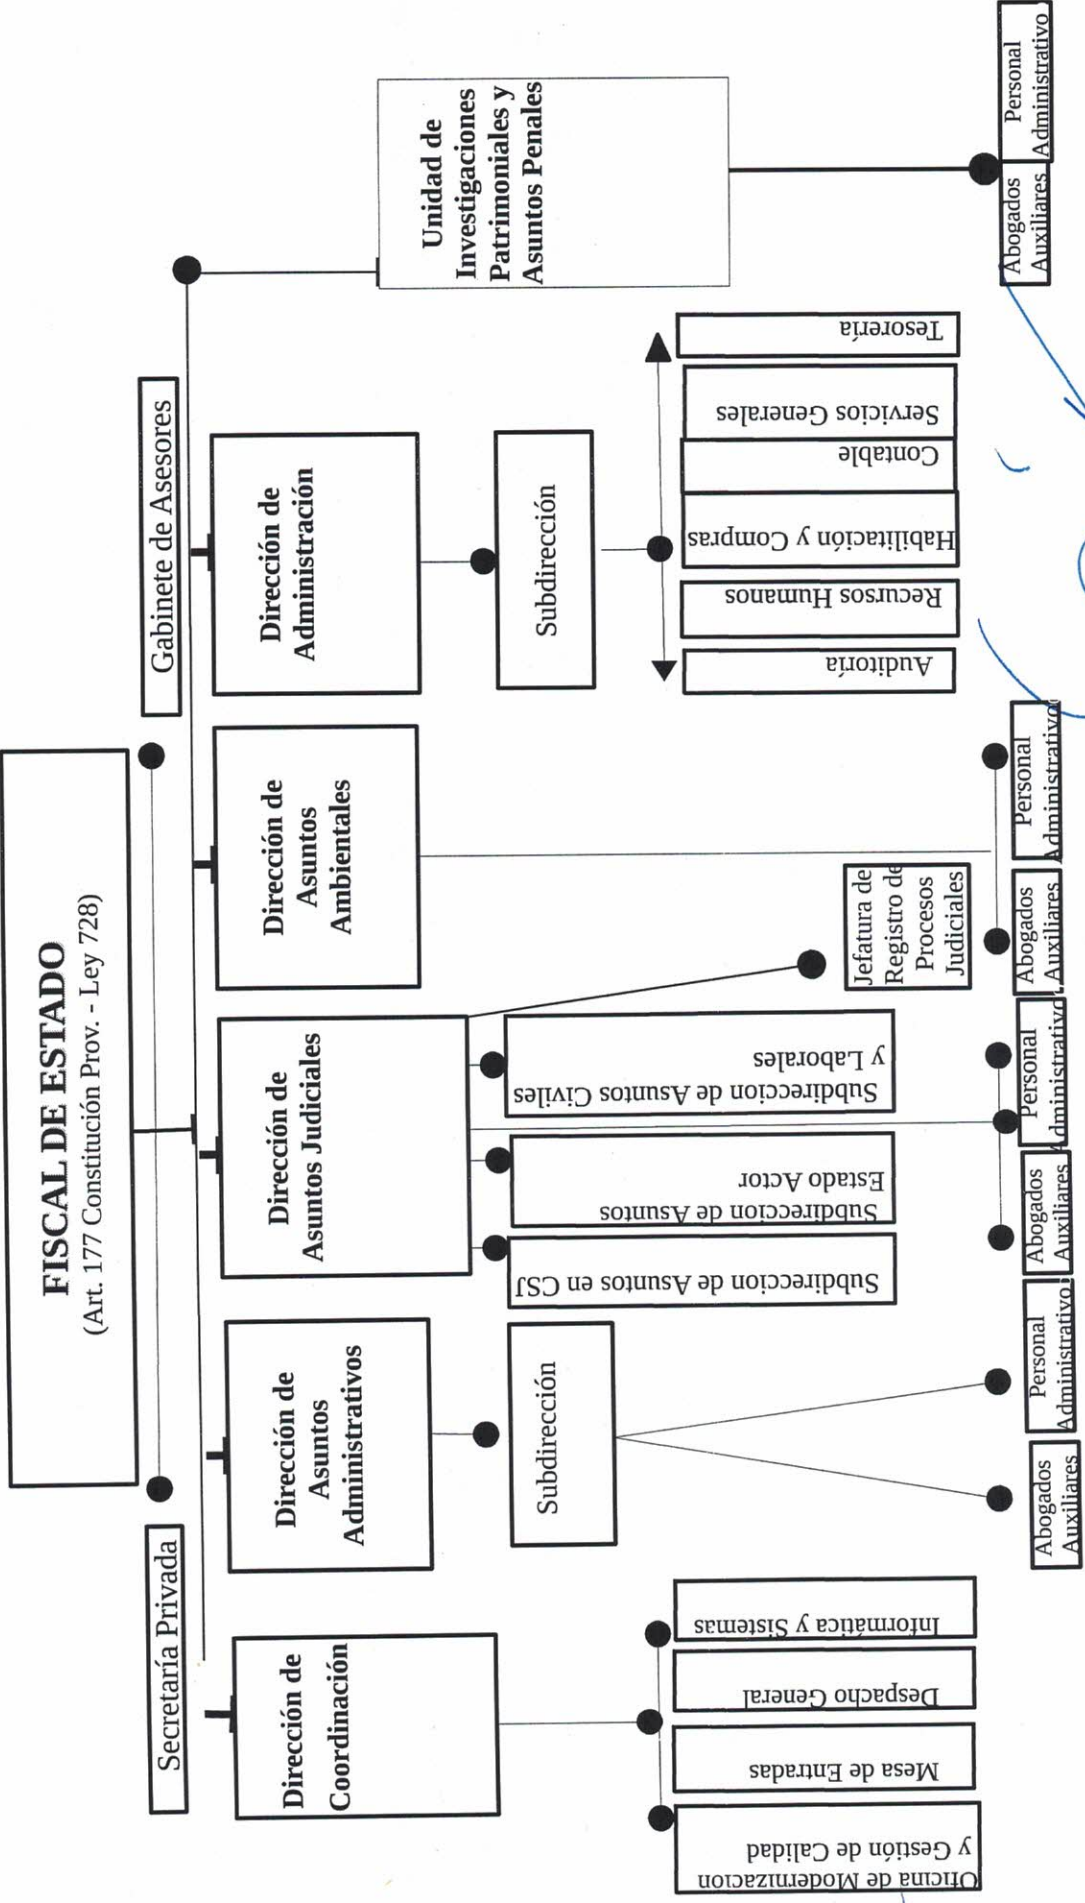 FISCAL DE ESTADO
(Art. 177 Constitución Prov. - Ley 728)
Secretaría Privada
Gabinete de Asesores
Dirección de
Coordinación
Dirección de
Asuntos
Administrativos
Dirección de
Asuntos Judiciales
Dirección de
Asuntos
Ambientales
Dirección de
Administración
Unidad de
Investigaciones
Patrimoniales y
Asuntos Penales
Oficina de Modernizacion
y Gestión de Calidad
Mesa de Entradas
Despacho General
Informática y Sistemas
Subdirección
Abogados
Auxiliares
Personal
Administrativo
Subdireccion de Asuntos en CSJ
Subdireccion de Asuntos
Estado Actor
Subdireccion de Asuntos Civiles
y Laborales
Abogados
Auxiliares
Personal
Administrativo
Jefatura de
Registro de
Procesos
Judiciales
Abogados
Auxiliares
Personal
Administrativo
Subdirección
Auditoría
Recursos Humanos
Habilitación y Compras
Contable
Servicios Generales
Tesorería
Abogados
Auxiliares
Personal
Administrativo